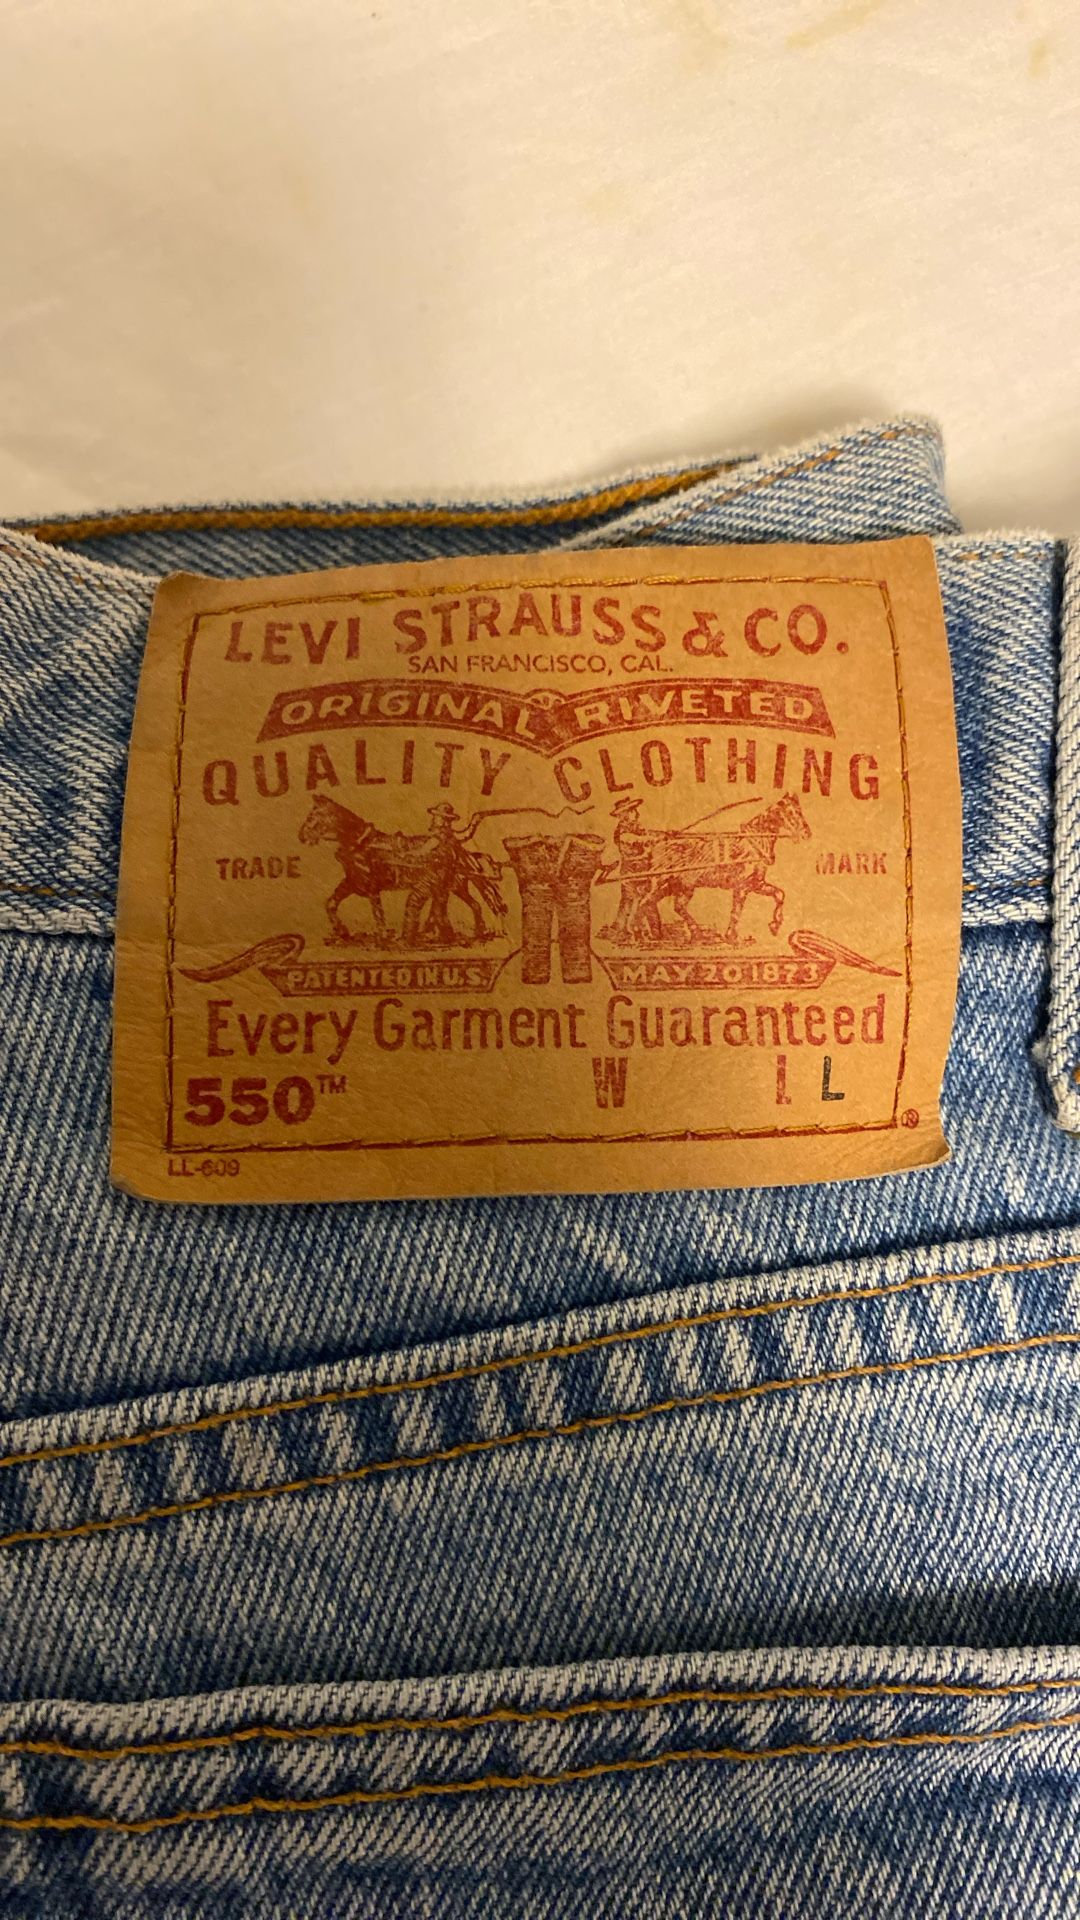 LEVI STRAUSS & CO.
SAN FRANCISCO, CAL.
ORIGINAL RIVETED
QUALITY CLOTHING
TRADE MARK
PATENTED IN U.S. MAY 20 1873
Every Garment Guaranteed
550™ W L L
®
LL-609